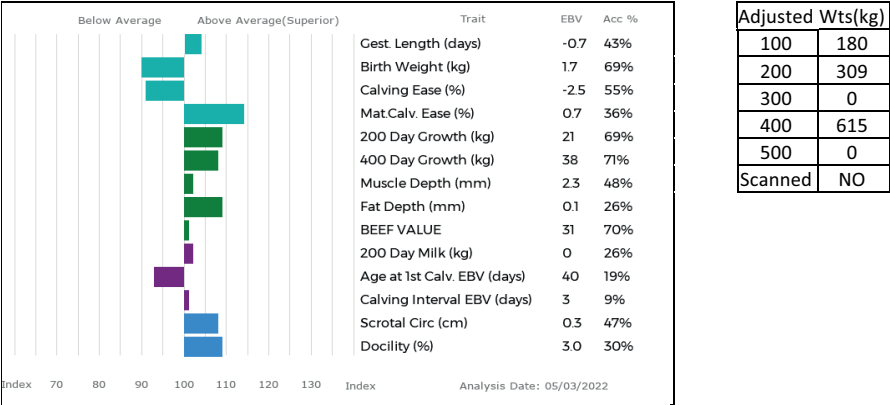 Below Average Above Average(Superior) Trait EBV Acc %
Gest. Length (days) -0.7 43%
Birth Weight (kg) 1.7 69%
Calving Ease (%) -2.5 55%
Mat.Calv. Ease (%) 0.7 36%
200 Day Growth (kg) 21 69%
400 Day Growth (kg) 38 71%
Muscle Depth (mm) 2.3 48%
Fat Depth (mm) 0.1 26%
BEEF VALUE 31 70%
200 Day Milk (kg) 0 26%
Age at 1st Calv. EBV (days) 40 19%
Calving Interval EBV (days) 3 9%
Scrotal Circ (cm) 0.3 47%
Docility (%) 3.0 30%
Index 70 80 90 100 110 120 130 Index Analysis Date: 05/03/2022
Adjusted Wts(kg)
100 180
200 309
300 0
400 615
500 0
Scanned NO